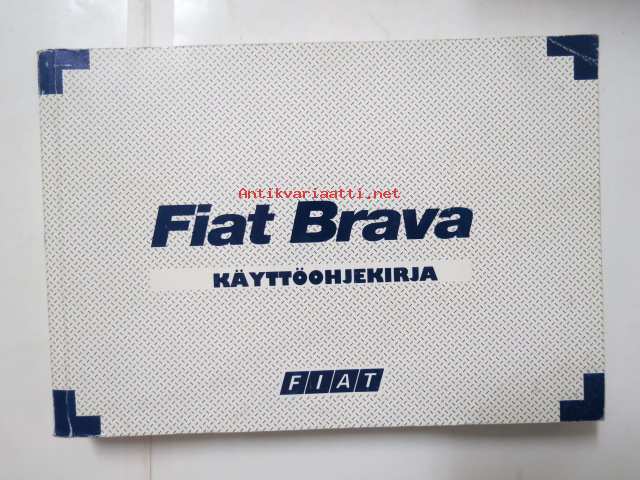 Antikvariaatti.net
Fiat Brava
KÄYTTÖOHJEKIRJA
FIAT